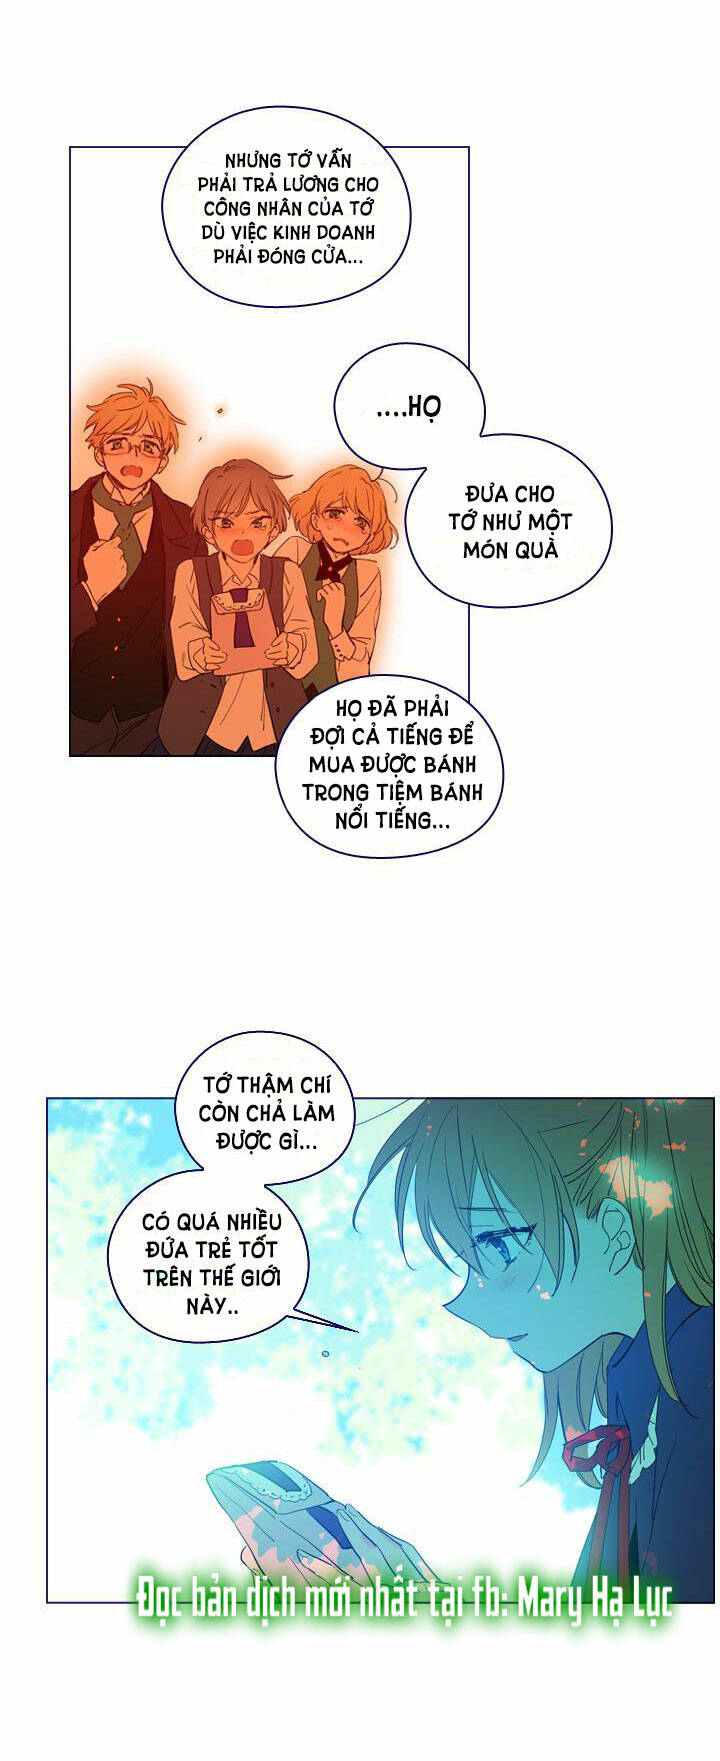 NHƯNG TỚ VẪN
PHẢI TRẢ LƯƠNG CHO
CÔNG NHÂN CỦA TỚ
DÙ VIỆC KINH DOANH
PHẢI ĐÓNG CỬA...
....HỌ
ĐƯA CHO
TỚ NHƯ MỘT
MÓN QUÀ
HỌ ĐÃ PHẢI
ĐỢI CẢ TIẾNG ĐỂ
MUA ĐƯỢC BÁNH
TRONG TIỆM BÁNH
NỔI TIẾNG...
TỚ THẬM CHÍ
CÒN CHẢ LÀM
ĐƯỢC GÌ...
CÓ QUÁ NHIỀU
ĐỨA TRẺ TỐT
TRÊN THẾ GIỚI
NÀY..
Đọc bản dịch mới nhất tại fb: Mary Hạ Lục